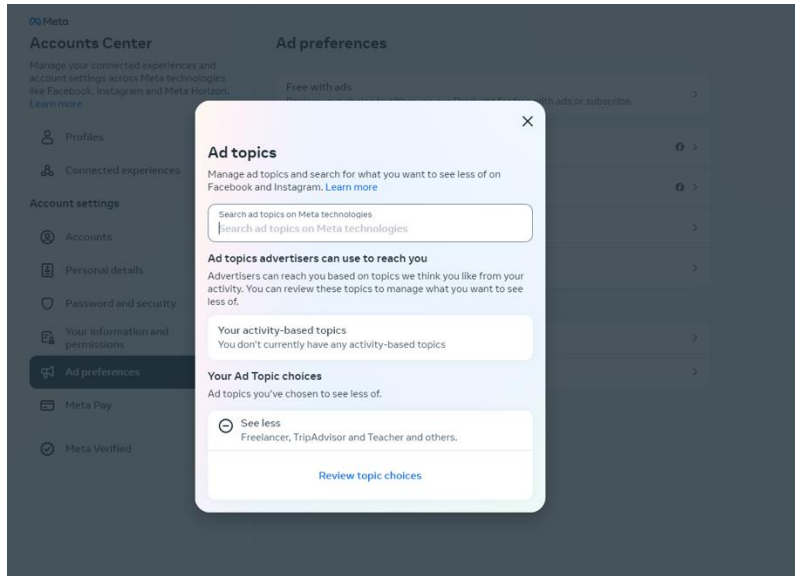 Meta
Accounts Center
Manage your connected experiences and
account settings across Meta technologies
like Facebook, Instagram and Meta Horizon.
Learn more
Profiles
Connected experiences
Account settings
Accounts
Personal details
Password and security
Your information and
permissions
Ad preferences
Meta Pay
Meta Verified
Ad preferences
Free with ads
with ads or subscribe.
Ad topics
Manage ad topics and search for what you want to see less of on
Facebook and Instagram. Learn more
Search ad topics on Meta technologies
Search ad topics on Meta technologies
Ad topics advertisers can use to reach you
Advertisers can reach you based on topics we think you like from your
activity. You can review these topics to manage what you want to see
less of.
Your activity-based topics
You don't currently have any activity-based topics
Your Ad Topic choices
Ad topics you've chosen to see less of.
See less
Freelancer, TripAdvisor and Teacher and others.
Review topic choices